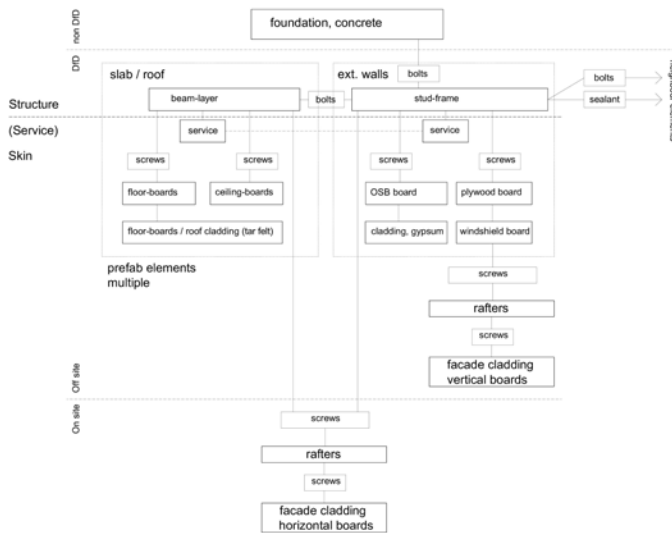 non DfD
foundation, concrete
DfD
slab / roof
ext. walls
bolts
bolts
beam-layer
bolts
stud-frame
sealant
Structure
(Service)
service
service
Skin
screws
screws
screws
screws
floor-boards
ceiling-boards
OSB board
plywood board
floor-boards / roof cladding (tar felt)
cladding, gypsum
windshield board
prefab elements
multiple
screws
rafters
screws
facade cladding
vertical boards
Off site
On site
screws
rafters
screws
facade cladding
horizontal boards